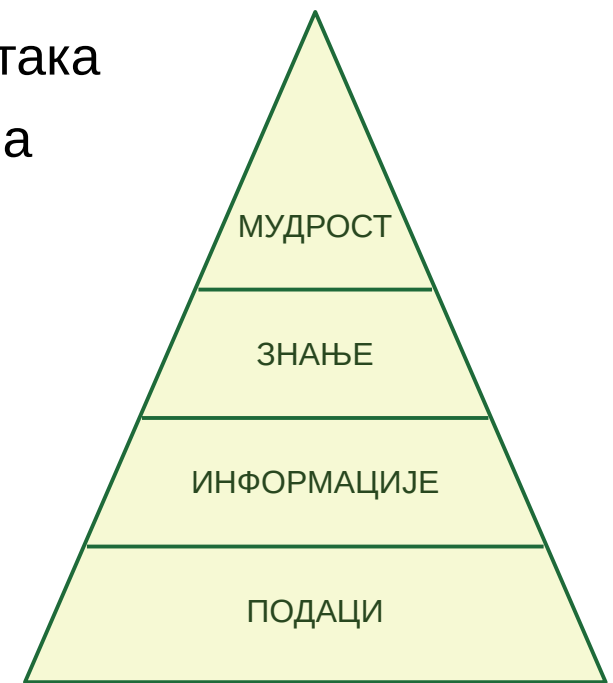 така
а
МУДРОСТ
ЗНАЊЕ
ИНФОРМАЦИЈЕ
ПОДАЦИ